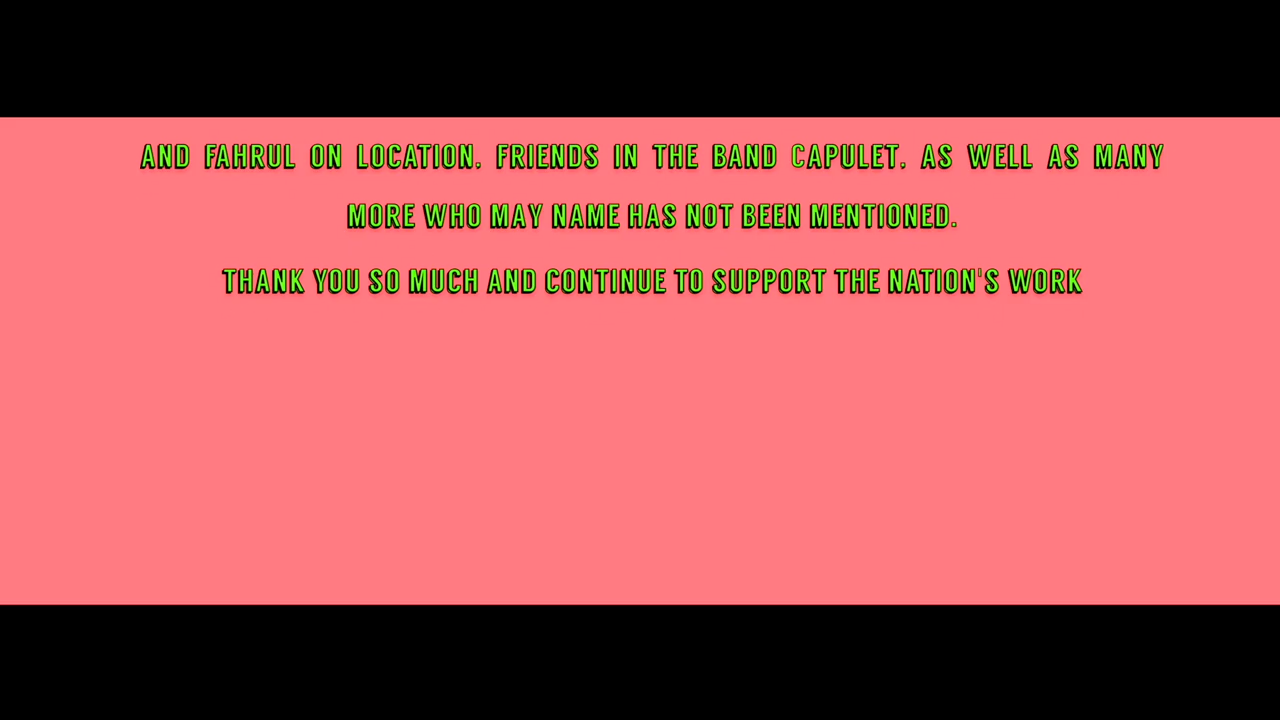 AND FAHRUL ON LOCATION. FRIENDS IN THE BAND CAPULET. AS WELL AS MANY
MORE WHO MAY NAME HAS NOT BEEN MENTIONED.
THANK YOU SO MUCH AND CONTINUE TO SUPPORT THE NATION'S WORK